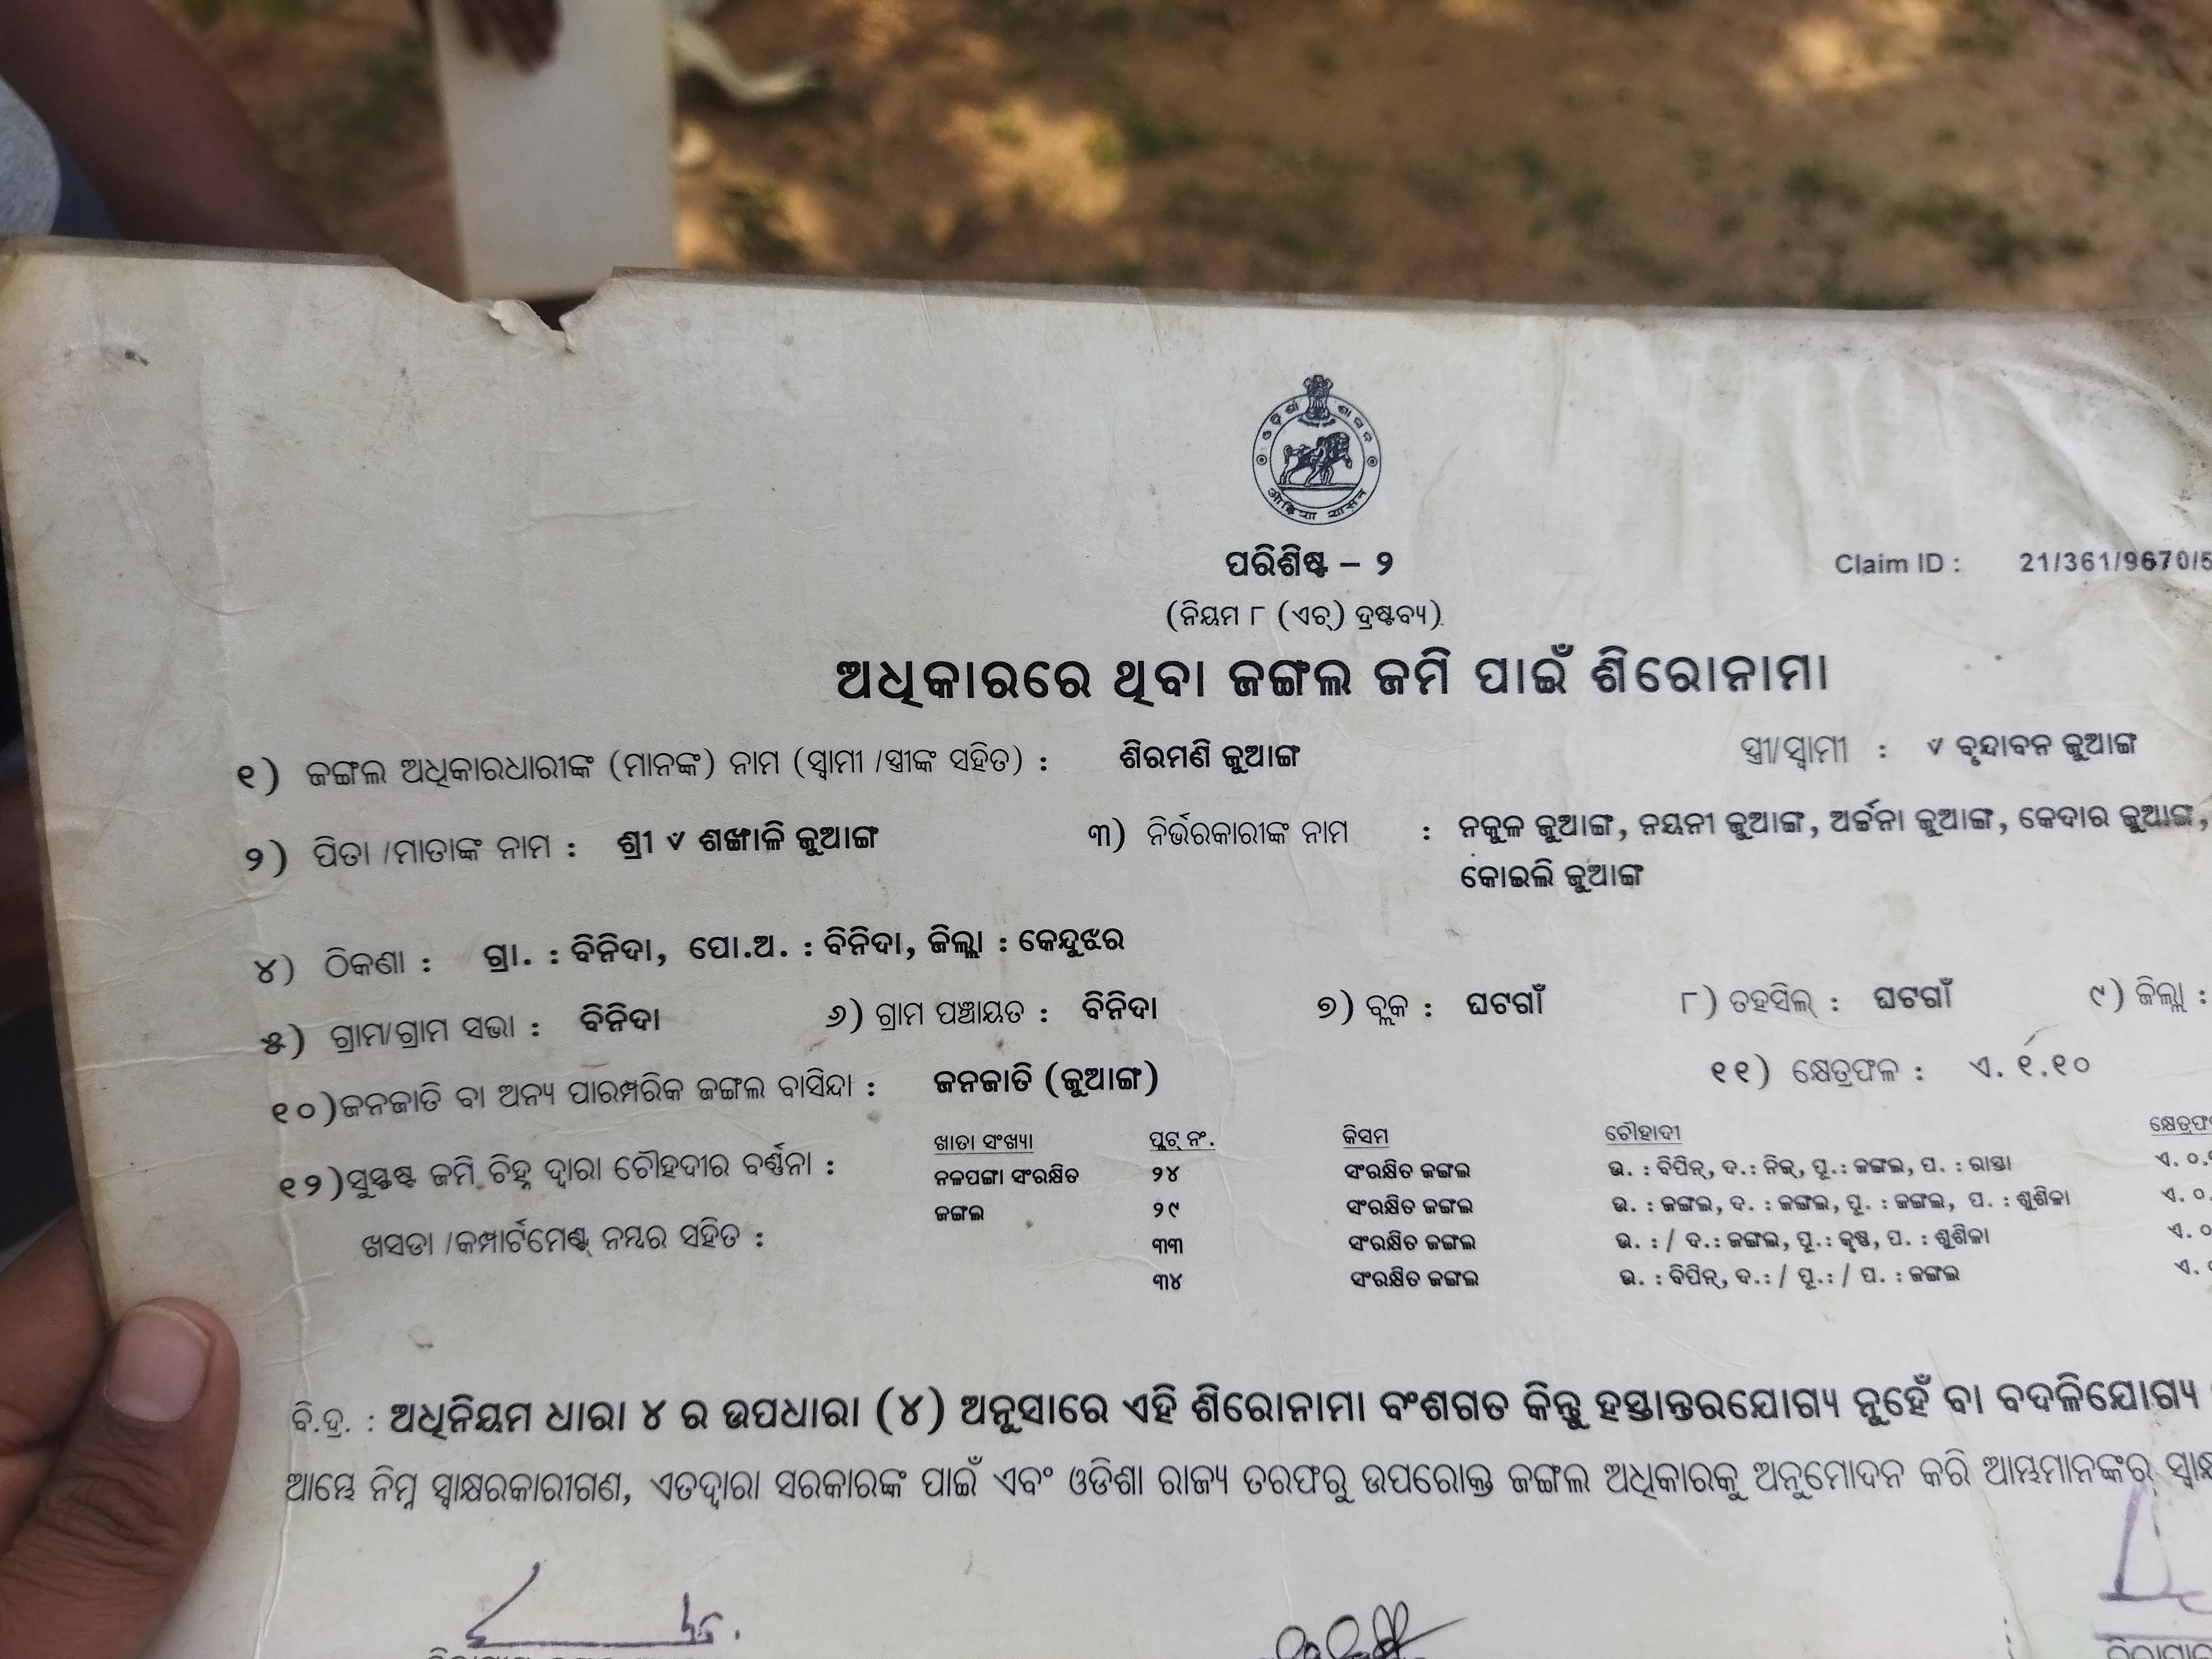 ପରିଶିଷ୍ଟ – ୨
Claim ID : 21/361/9670/5
(ନିୟମ ୮ (ଏଚ୍) ଦ୍ରଷ୍ଟବ୍ୟ)
ଅଧିକାରରେ ଥିବା ଜଙ୍ଗଲ ଜମି ପାଇଁ ଶିରୋନାମା
୧) ଜଙ୍ଗଲ ଅଧିକାରଧାରୀଙ୍କ (ମାନଙ୍କ) ନାମ (ସ୍ୱାମୀ /ସ୍ତ୍ରୀଙ୍କ ସହିତ) : ଶିରମଣି ଜୁଆଙ୍ଗ ସ୍ତ୍ରୀ/ସ୍ୱାମୀ : ୰ ବୃନ୍ଦାବନ ଜୁଆଙ୍ଗ
୨) ପିତା /ମାତାଙ୍କ ନାମ : ଶ୍ରୀ ୰ ଶଙ୍ଖାଳି ଜୁଆଙ୍ଗ ୩) ନିର୍ଭରକାରୀଙ୍କ ନାମ : ନକୁଳ ଜୁଆଙ୍ଗ, ନୟନୀ ଜୁଆଙ୍ଗ, ଅର୍ଚ୍ଚନା ଜୁଆଙ୍ଗ, କେଦାର ଜୁଆଙ୍ଗ,
କୋଇଲି ଜୁଆଙ୍ଗ
୪) ଠିକଣା : ଗ୍ରା. : ବିନିଦା, ପୋ.ଅ. : ବିନିଦା, ଜିଲ୍ଲା : କେନ୍ଦୁଝର
୫) ଗ୍ରାମ/ଗ୍ରାମ ସଭା : ବିନିଦା ୬) ଗ୍ରାମ ପଞ୍ଚାୟତ : ବିନିଦା ୭) ବ୍ଲକ : ଘଟଗାଁ ୮) ତହସିଲ୍ : ଘଟଗାଁ ୯) ଜିଲ୍ଲା :
୧୦)ଜନଜାତି ବା ଅନ୍ୟ ପାରମ୍ପରିକ ଜଙ୍ଗଲ ବାସିନ୍ଦା : ଜନଜାତି (ଜୁଆଙ୍ଗ) ୧୧) କ୍ଷେତ୍ରଫଳ : ଏ. ୧.୧୦
୧୨)ସୁସ୍ପଷ୍ଟ ଜମି ଚିହ୍ନ ଦ୍ୱାରା ଚୌହଦୀର ବର୍ଣ୍ଣନା :
ଖସଡା /କମ୍ପାର୍ଟମେଣ୍ଟ୍ ନମ୍ବର ସହିତ :
ଖାତା ସଂଖ୍ୟା ପ୍ଲଟ୍ ନଂ. କିସମ ଚୌହାଦୀ
ନଳପଙ୍ଗା ସଂରକ୍ଷିତ ୨୪ ସଂରକ୍ଷିତ ଜଙ୍ଗଲ ଉ. : ବିପିନ୍, ଦ.: ନିକ୍, ପୂ.: ଜଙ୍ଗଲ, ପ. : ରାସ୍ତା
ଜଙ୍ଗଲ ୨୯ ସଂରକ୍ଷିତ ଜଙ୍ଗଲ ଉ. : ଜଙ୍ଗଲ, ଦ. : ଜଙ୍ଗଲ, ପୂ. : ଜଙ୍ଗଲ, ପ. : ଶୁଶିଳା
୩୩ ସଂରକ୍ଷିତ ଜଙ୍ଗଲ ଉ. : / ଦ.: ଜଙ୍ଗଲ, ପୂ.: କୃଷ୍ଣ, ପ. : ଶୁଶିଳା
୩୪ ସଂରକ୍ଷିତ ଜଙ୍ଗଲ ଉ. : ବିପିନ୍, ଦ.: / ପୂ.: / ପ. : ଜଙ୍ଗଲ
ବି.ଦ୍ର. : ଅଧିନିୟମ ଧାରା ୪ ର ଉପଧାରା (୪) ଅନୁସାରେ ଏହି ଶିରୋନାମା ବଂଶଗତ କିନ୍ତୁ ହସ୍ତାନ୍ତରଯୋଗ୍ୟ ନୁହେଁ ବା ବଦଳିଯୋଗ୍ୟ
ଆମ୍ଭେ ନିମ୍ନ ସ୍ୱାକ୍ଷରକାରୀଗଣ, ଏତଦ୍ୱାରା ସରକାରଙ୍କ ପାଇଁ ଏବଂ ଓଡିଶା ରାଜ୍ୟ ତରଫରୁ ଉପରୋକ୍ତ ଜଙ୍ଗଲ ଅଧିକାରକୁ ଅନୁମୋଦନ କରି ଆମ୍ଭମାନଙ୍କର୍